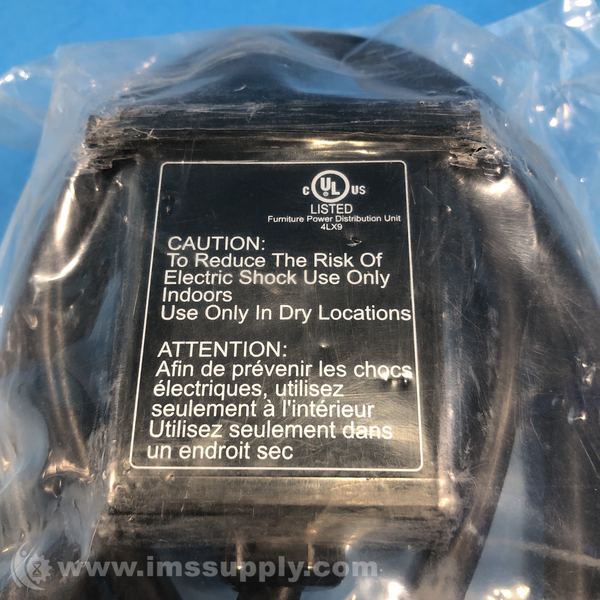 C UL US
LISTED
Furniture Power Distribution Unit
4LX9
CAUTION:
To Reduce The Risk Of
Electric Shock Use Only
Indoors
Use Only In Dry Locations
ATTENTION:
Afin de prévenir les chocs
électriques, utilisez
seulement à l'intérieur
Utilisez seulement dans
un endroit sec
www.imssupply.com